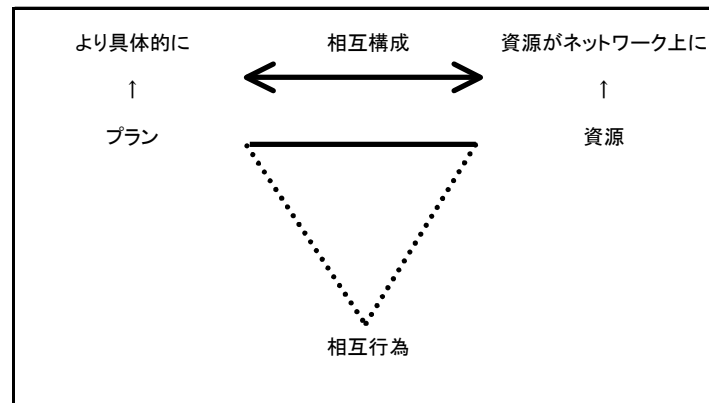 より具体的に 相互構成 資源がネットワーク上に
↑ ↑
プラン 資源
相互行為